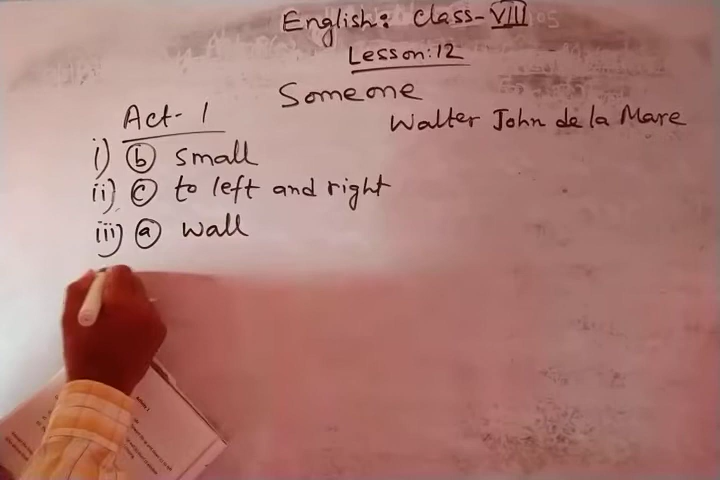 English: Class-VIII
Lesson:12
Someone
Walter John de la Mare
Act- 1
i) (b) small
ii) (c) to left and right
iii) (a) wall